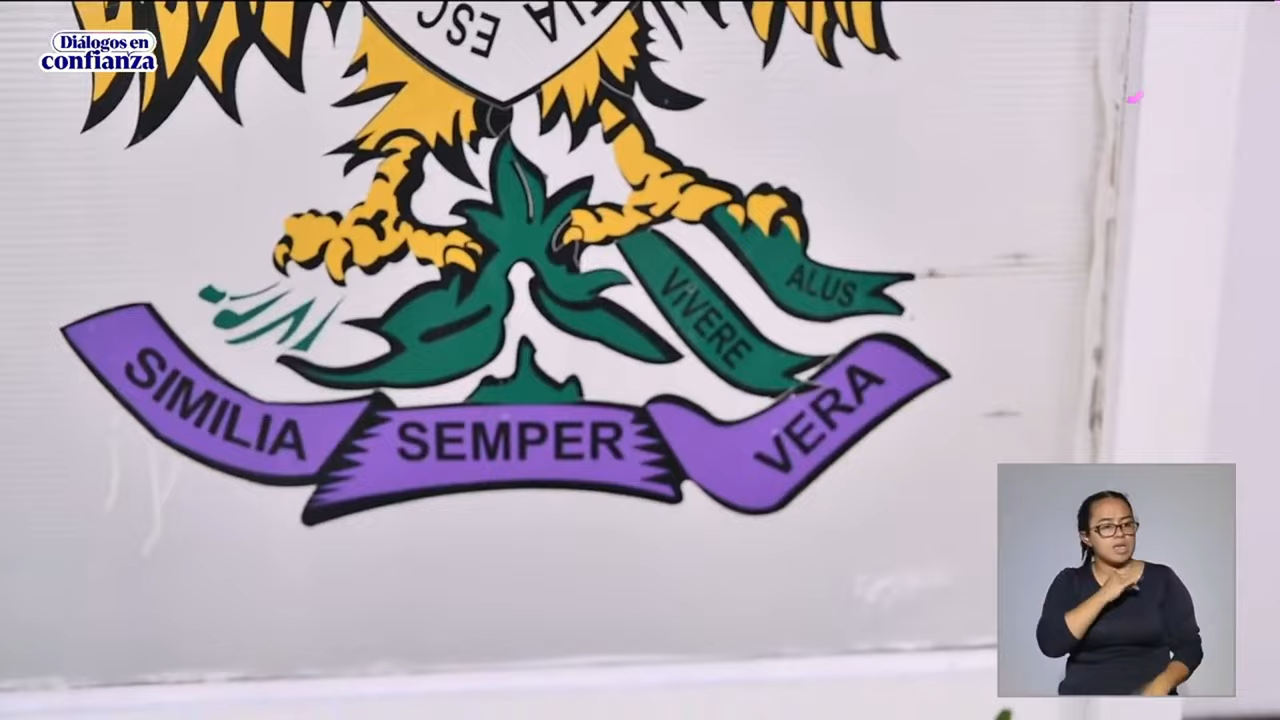 Diálogos en
confianza
ESC
VIVERE
ALUS
SIMILIA SEMPER VERA